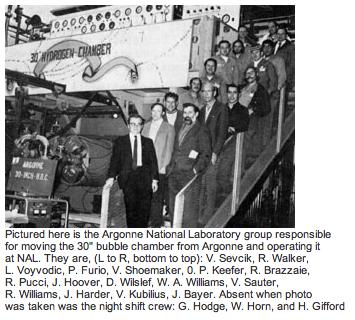 30" HYDROGEN CHAMBER
ARGONNE
30-INCH-H.B.C.
Pictured here is the Argonne National Laboratory group responsible
for moving the 30" bubble chamber from Argonne and operating it
at NAL. They are, (L to R, bottom to top): V. Sevcik, R. Walker,
L. Voyvodic, P. Furio, V. Shoemaker, 0. P. Keefer, R. Brazzaie,
R. Pucci, J. Hoover, D. Wilslef, W. A. Williams, V. Sauter,
R. Williams, J. Harder, V. Kubilius, J. Bayer. Absent when photo
was taken was the night shift crew: G. Hodge, W. Horn, and H. Gifford